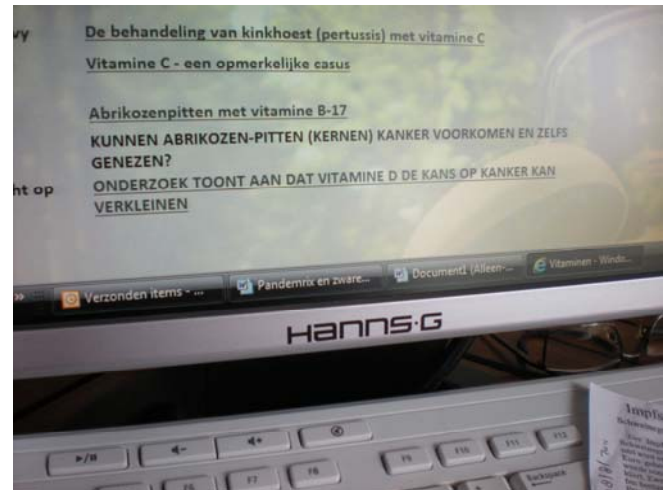 vy
De behandeling van kinkhoest (pertussis) met vitamine C
Vitamine C - een opmerkelijke casus
Abrikozenpitten met vitamine B-17
KUNNEN ABRIKOZEN-PITTEN (KERNEN) KANKER VOORKOMEN EN ZELFS
GENEZEN?
ht op
ONDERZOEK TOONT AAN DAT VITAMINE D DE KANS OP KANKER KAN
VERKLEINEN
» Verzonden items - ... Pandemrix en zware... Document1 (Alleen-... Vitaminen - Windo...
HANNS·G
F9 F10 F11 F12
F6 F7 F8
Backspace